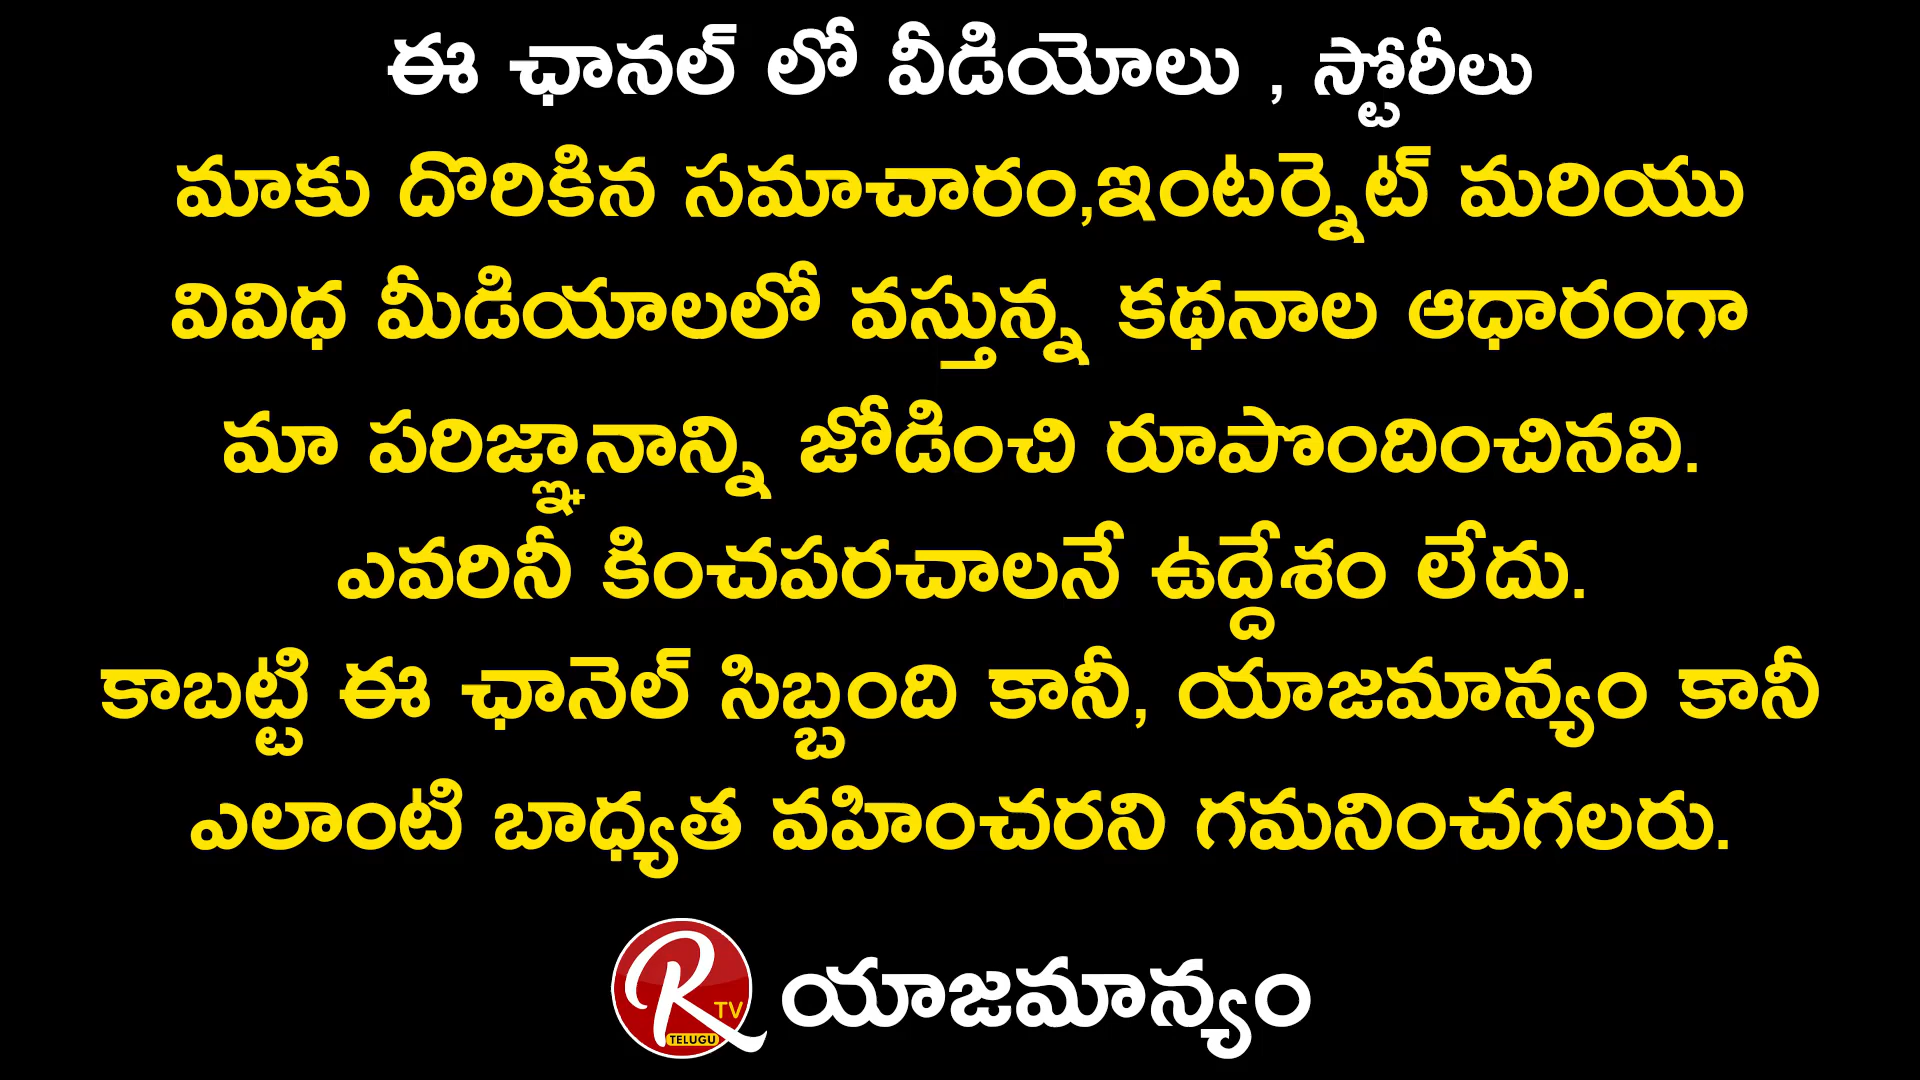 ఈ ఛానల్ లో వీడియోలు , స్టోరీలు
మాకు దొరికిన సమాచారం,ఇంటర్నెట్ మరియు
వివిధ మీడియాలలో వస్తున్న కథనాల ఆధారంగా
మా పరిజ్ఞానాన్ని జోడించి రూపొందించినవి.
ఎవరినీ కించపరచాలనే ఉద్దేశం లేదు.
కాబట్టి ఈ ఛానెల్ సిబ్బంది కానీ, యాజమాన్యం కానీ
ఎలాంటి బాధ్యత వహించరని గమనించగలరు.
R TV TELUGU యాజమాన్యం